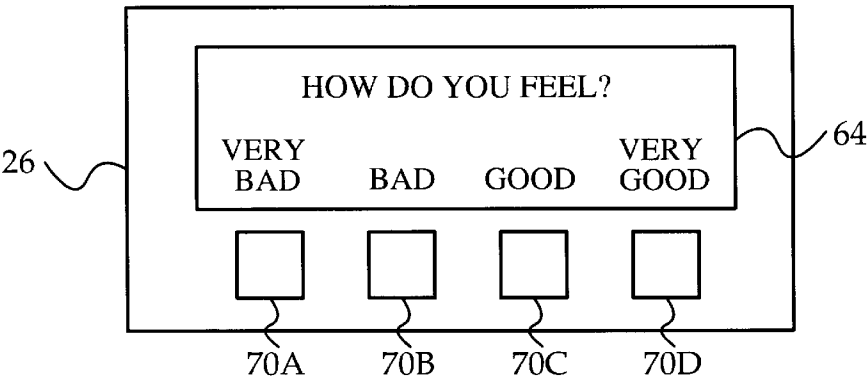 HOW DO YOU FEEL?
VERY BAD
BAD
GOOD
VERY GOOD
64
26
70A
70B
70C
70D